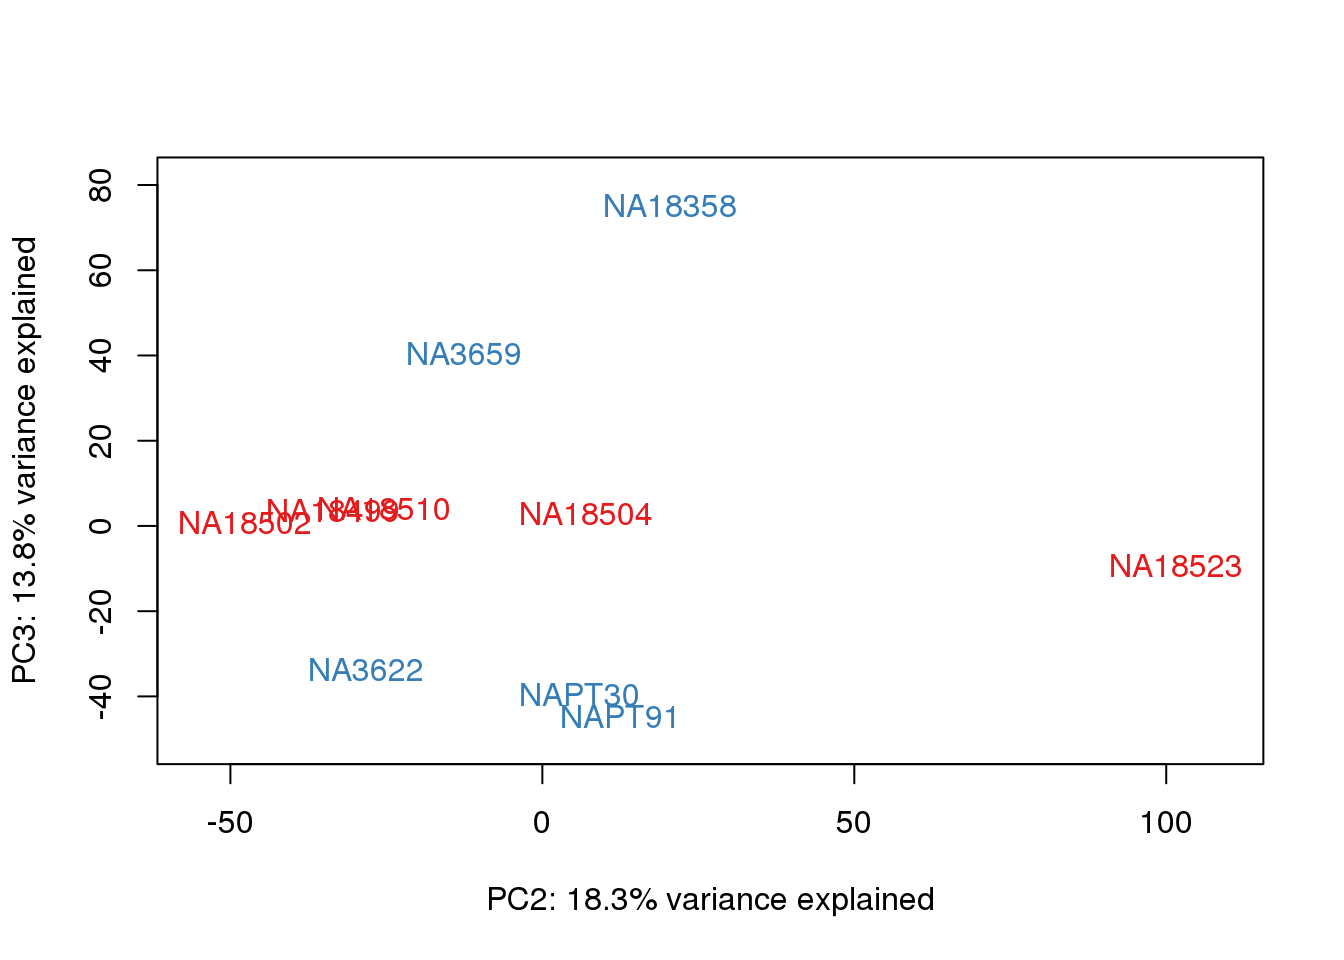 80
60
40
20
0
-20
-40
PC3: 13.8% variance explained
NA18358
NA3659
NA18502
NA18499
NA18510
NA18504
NA18523
NA3622
NAPT30
NAPT91
-50
0
50
100
PC2: 18.3% variance explained